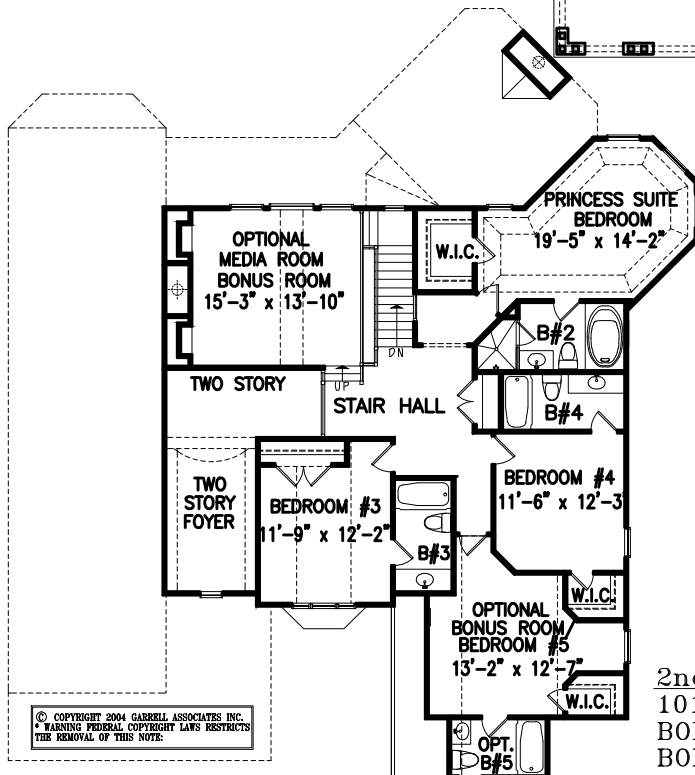 PRINCESS SUITE
BEDROOM
19'-5" x 14'-2"
OPTIONAL
MEDIA ROOM
BONUS ROOM
15'-3" x 13'-10"
W.I.C.
B#2
DN
UP
TWO STORY
STAIR HALL
B#4
TWO
STORY
FOYER
BEDROOM #3
11'-9" x 12'-2"
BEDROOM #4
11'-6" x 12'-3
B#3
W.I.C.
OPTIONAL
BONUS ROOM/
BEDROOM #5
13'-2" x 12'-7"
W.I.C.
OPT.
B#5
© COPYRIGHT 2004 GARRELL ASSOCIATES INC.
* WARNING FEDERAL COPYRIGHT LAWS RESTRICTS
THE REMOVAL OF THIS NOTE: